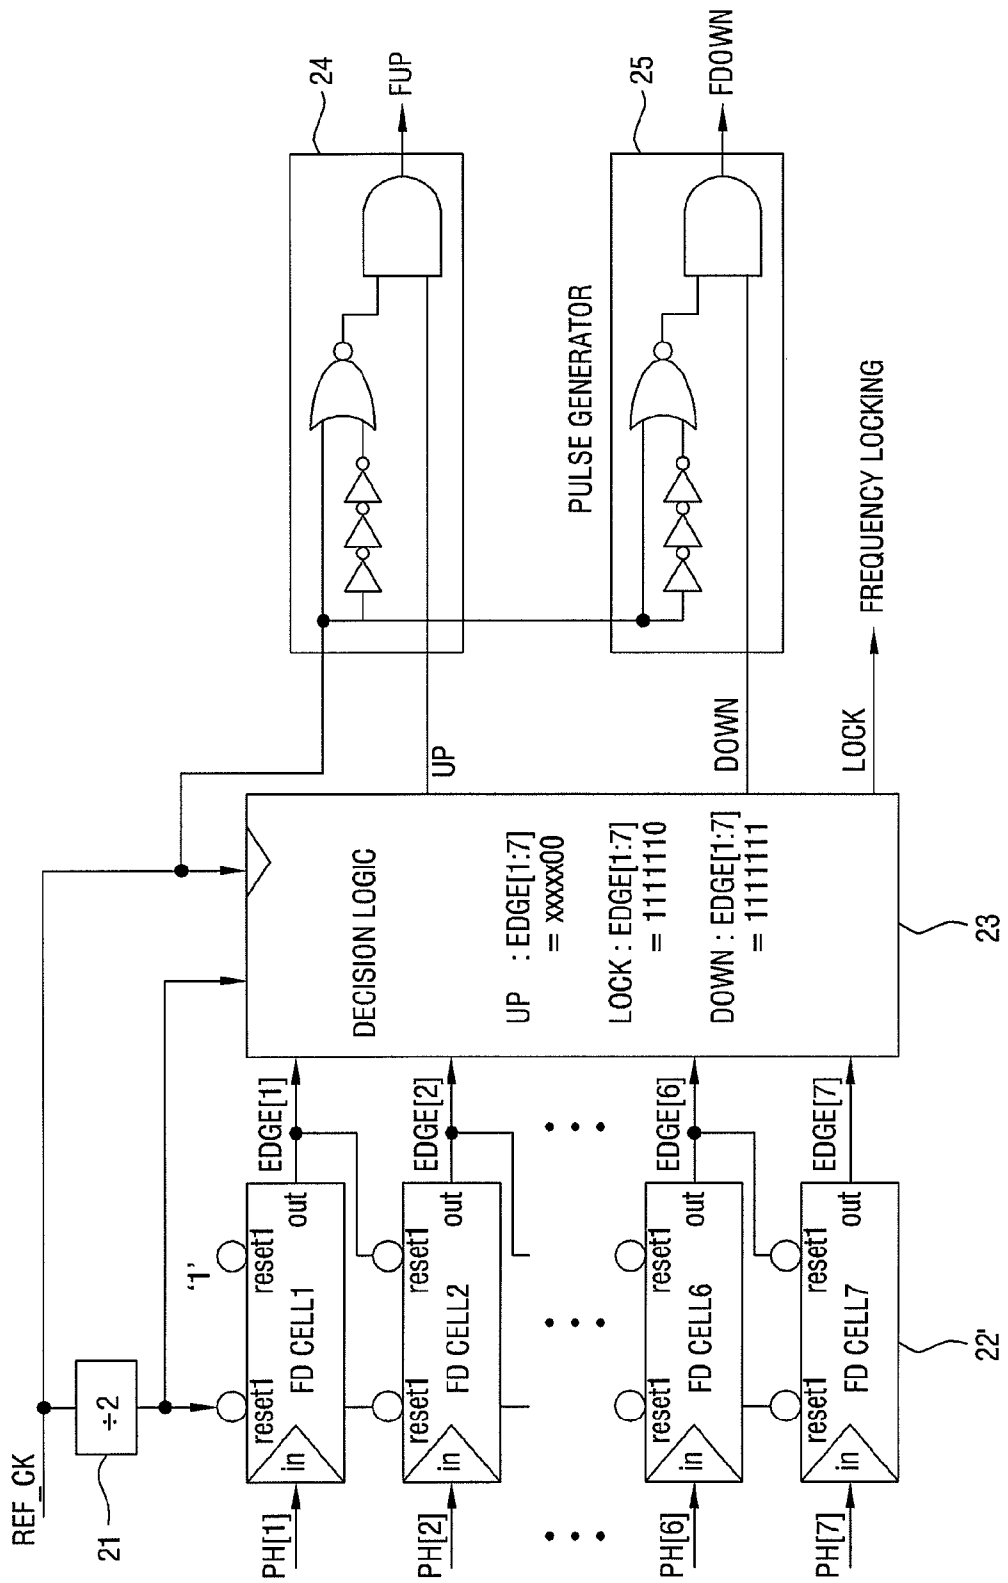 REF_CK
÷2
21
'1'
PH[1]
in
reset1
reset1
FD CELL1
out
EDGE[1]
PH[2]
in
reset1
reset1
FD CELL2
out
EDGE[2]
PH[6]
in
reset1
reset1
FD CELL6
out
EDGE[6]
PH[7]
in
reset1
reset1
FD CELL7
out
EDGE[7]
22'
DECISION LOGIC
UP : EDGE[1:7]
= xxxxx00
LOCK : EDGE[1:7]
= 1111110
DOWN : EDGE[1:7]
= 1111111
23
UP
DOWN
LOCK
FREQUENCY LOCKING
24
FUP
PULSE GENERATOR
25
FDOWN